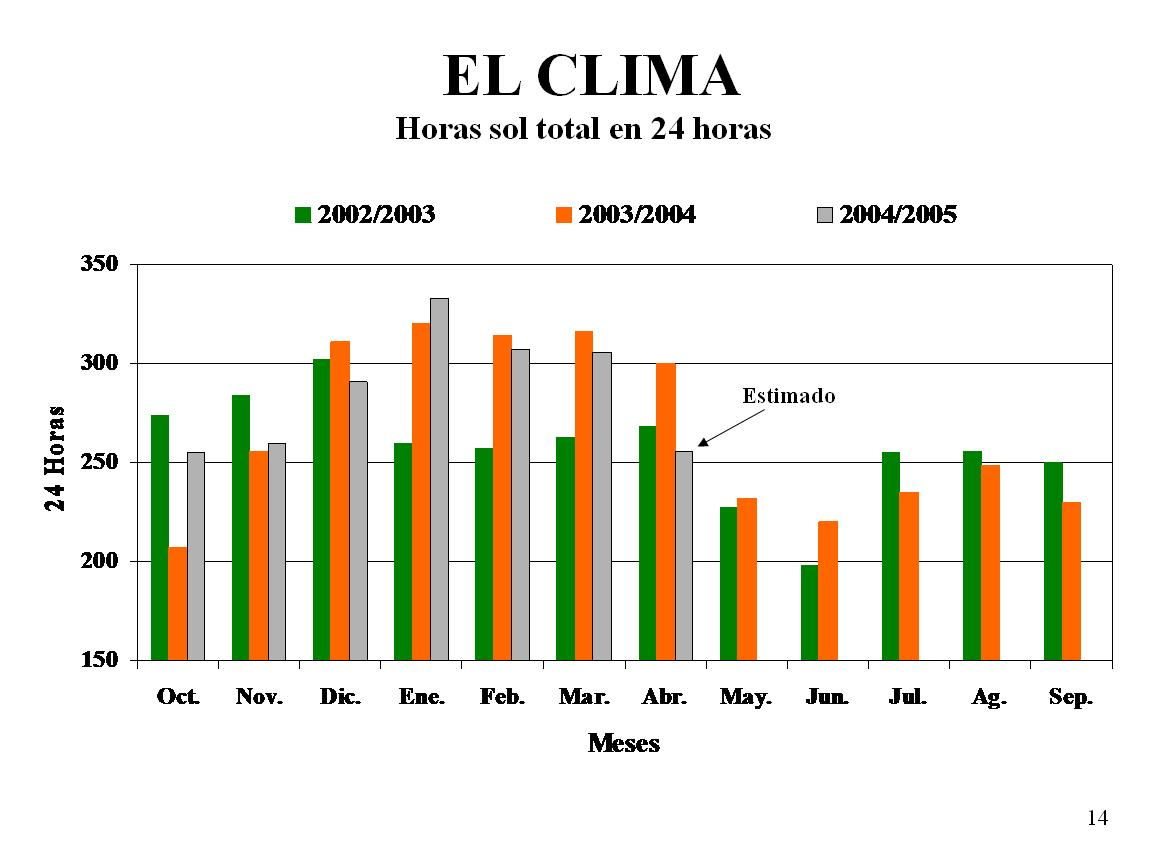 EL CLIMA
Horas sol total en 24 horas
2002/2003 2003/2004 2004/2005
350
300
250
200
150
24 Horas
Estimado
Oct. Nov. Dic. Ene. Feb. Mar. Abr. May. Jun. Jul. Ag. Sep.
Meses
14